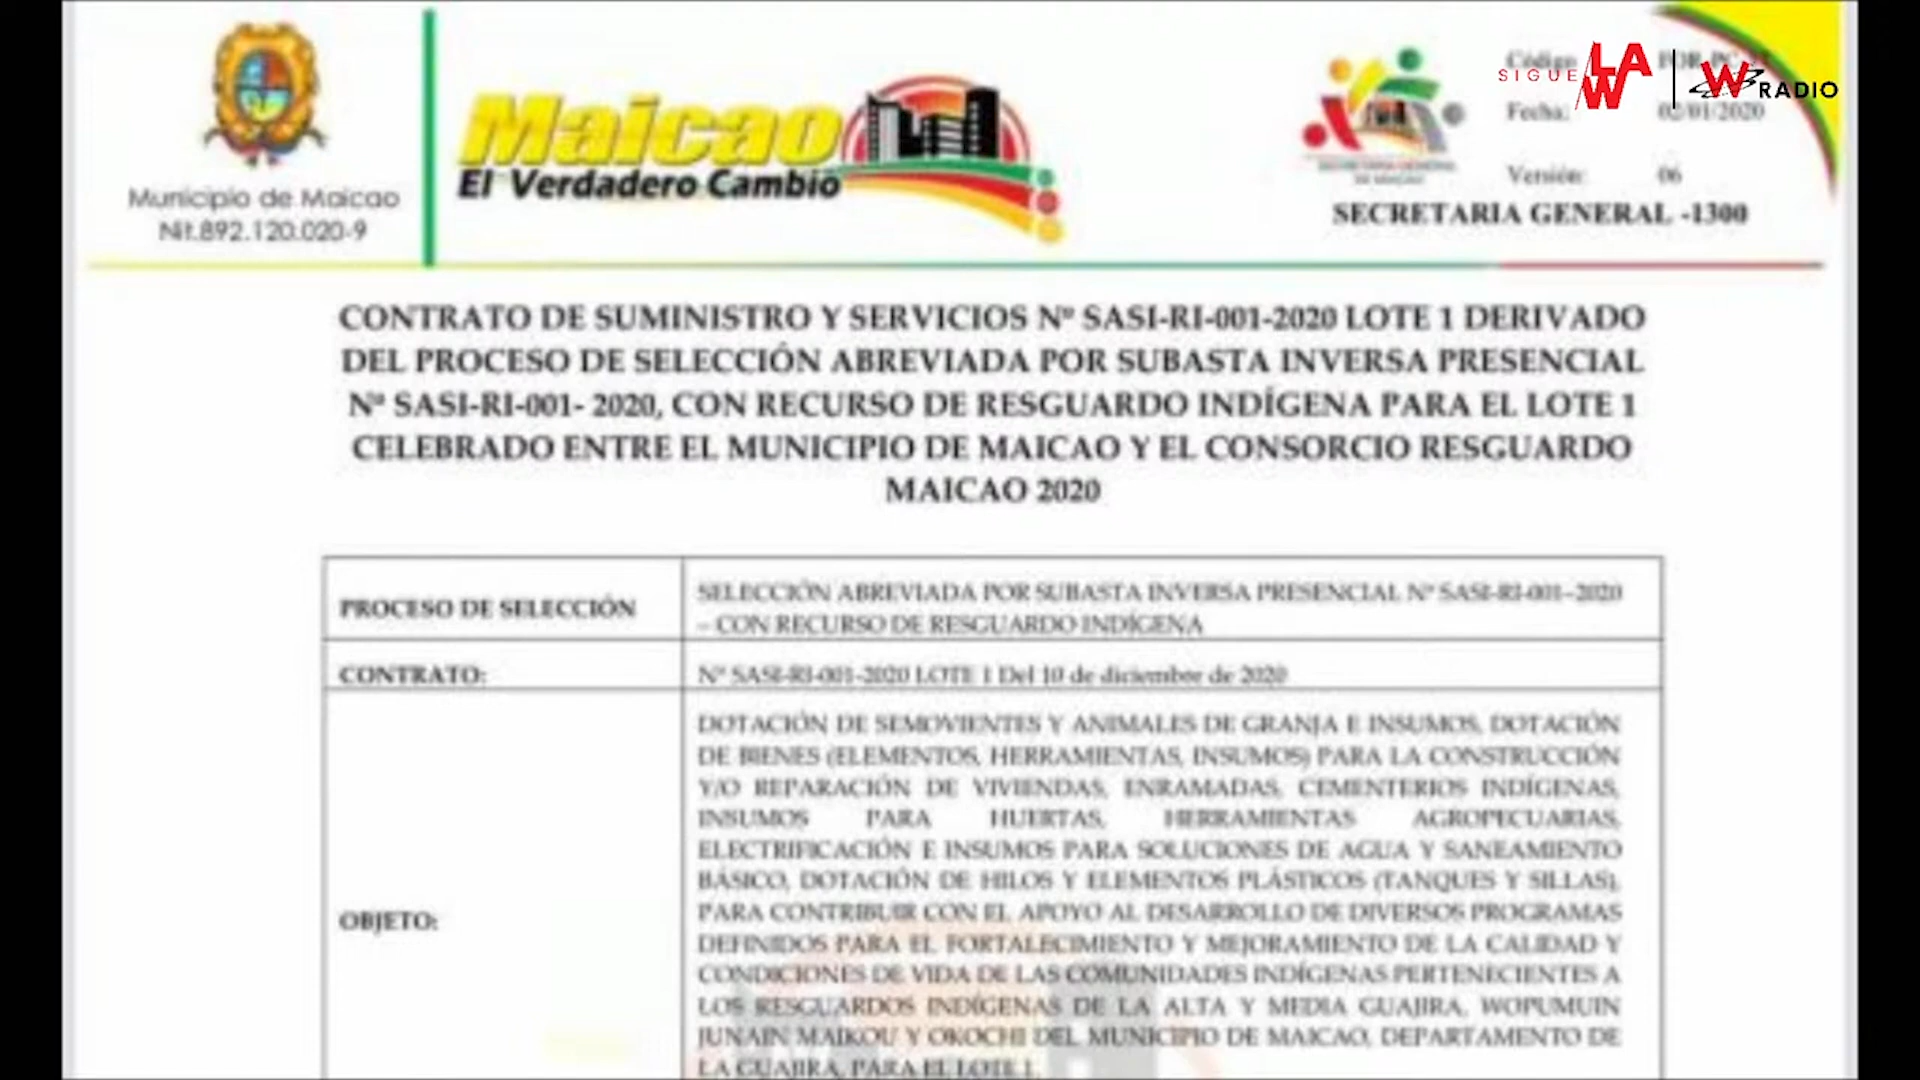 Municipio de Maicao
Nit.892.120.020-9
Maicao
El Verdadero Cambio
SECRETARIA GENERAL
DE MAICAO
Código
Fecha: 02/01/2020
Versión: 06
SECRETARIA GENERAL -1300
SIGUE LA W
W RADIO
CONTRATO DE SUMINISTRO Y SERVICIOS Nº SASI-RI-001-2020 LOTE 1 DERIVADO
DEL PROCESO DE SELECCIÓN ABREVIADA POR SUBASTA INVERSA PRESENCIAL
Nº SASI-RI-001- 2020, CON RECURSO DE RESGUARDO INDÍGENA PARA EL LOTE 1
CELEBRADO ENTRE EL MUNICIPIO DE MAICAO Y EL CONSORCIO RESGUARDO
MAICAO 2020
PROCESO DE SELECCIÓN
SELECCIÓN ABREVIADA POR SUBASTA INVERSA PRESENCIAL Nº SASI-RI-001-2020
– CON RECURSO DE RESGUARDO INDÍGENA
CONTRATO:
Nº SASI-RI-001-2020 LOTE 1 Del 10 de diciembre de 2020
OBJETO:
DOTACIÓN DE SEMOVIENTES Y ANIMALES DE GRANJA E INSUMOS, DOTACIÓN
DE BIENES (ELEMENTOS, HERRAMIENTAS, INSUMOS) PARA LA CONSTRUCCIÓN
Y/O REPARACIÓN DE VIVIENDAS, ENRAMADAS, CEMENTERIOS INDÍGENAS,
INSUMOS PARA HUERTAS, HERRAMIENTAS AGROPECUARIAS,
ELECTRIFICACIÓN E INSUMOS PARA SOLUCIONES DE AGUA Y SANEAMIENTO
BÁSICO, DOTACIÓN DE HILOS Y ELEMENTOS PLÁSTICOS (TANQUES Y SILLAS),
PARA CONTRIBUIR CON EL APOYO AL DESARROLLO DE DIVERSOS PROGRAMAS
DEFINIDOS PARA EL FORTALECIMIENTO Y MEJORAMIENTO DE LA CALIDAD Y
CONDICIONES DE VIDA DE LAS COMUNIDADES INDÍGENAS PERTENECIENTES A
LOS RESGUARDOS INDÍGENAS DE LA ALTA Y MEDIA GUAJIRA, WOPUMUIN
JUNAIN MAIKOU Y OKOCHI DEL MUNICIPIO DE MAICAO, DEPARTAMENTO DE
LA GUAJIRA, PARA EL LOTE 1.